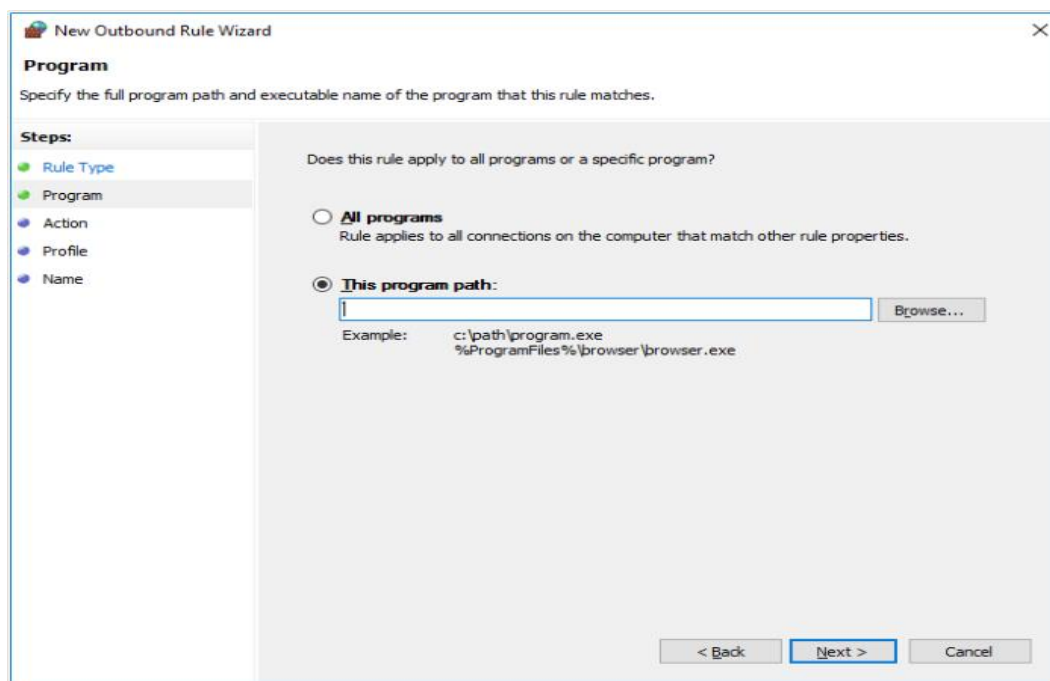 New Outbound Rule Wizard
Program
Specify the full program path and executable name of the program that this rule matches.
Steps:
Rule Type
Program
Action
Profile
Name
Does this rule apply to all programs or a specific program?
All programs
Rule applies to all connections on the computer that match other rule properties.
This program path:
Browse...
Example: c:\path\program.exe
%ProgramFiles%\browser\browser.exe
< Back Next > Cancel